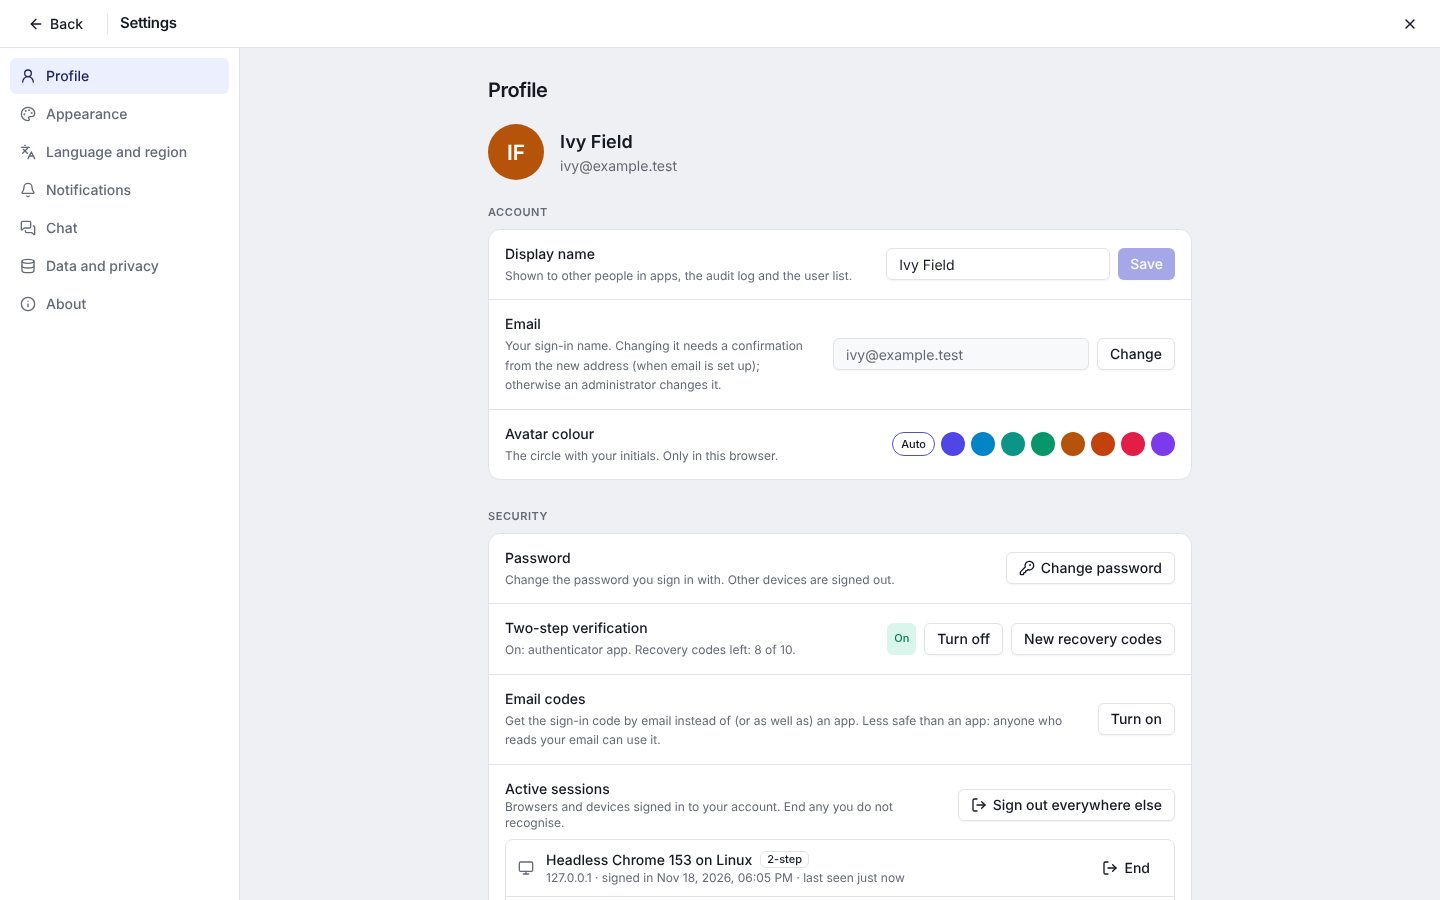 Back
Settings
Profile
Appearance
Language and region
Notifications
Chat
Data and privacy
About
Profile
IF
Ivy Field
ivy@example.test
ACCOUNT
Display name
Shown to other people in apps, the audit log and the user list.
Ivy Field
Save
Email
Your sign-in name. Changing it needs a confirmation
from the new address (when email is set up);
otherwise an administrator changes it.
ivy@example.test
Change
Avatar colour
The circle with your initials. Only in this browser.
Auto
SECURITY
Password
Change the password you sign in with. Other devices are signed out.
Change password
Two-step verification
On: authenticator app. Recovery codes left: 8 of 10.
On
Turn off
New recovery codes
Email codes
Get the sign-in code by email instead of (or as well as) an app. Less safe than an app: anyone who
reads your email can use it.
Turn on
Active sessions
Browsers and devices signed in to your account. End any you do not
recognise.
Sign out everywhere else
Headless Chrome 153 on Linux
2-step
127.0.0.1 · signed in Nov 18, 2026, 06:05 PM · last seen just now
End